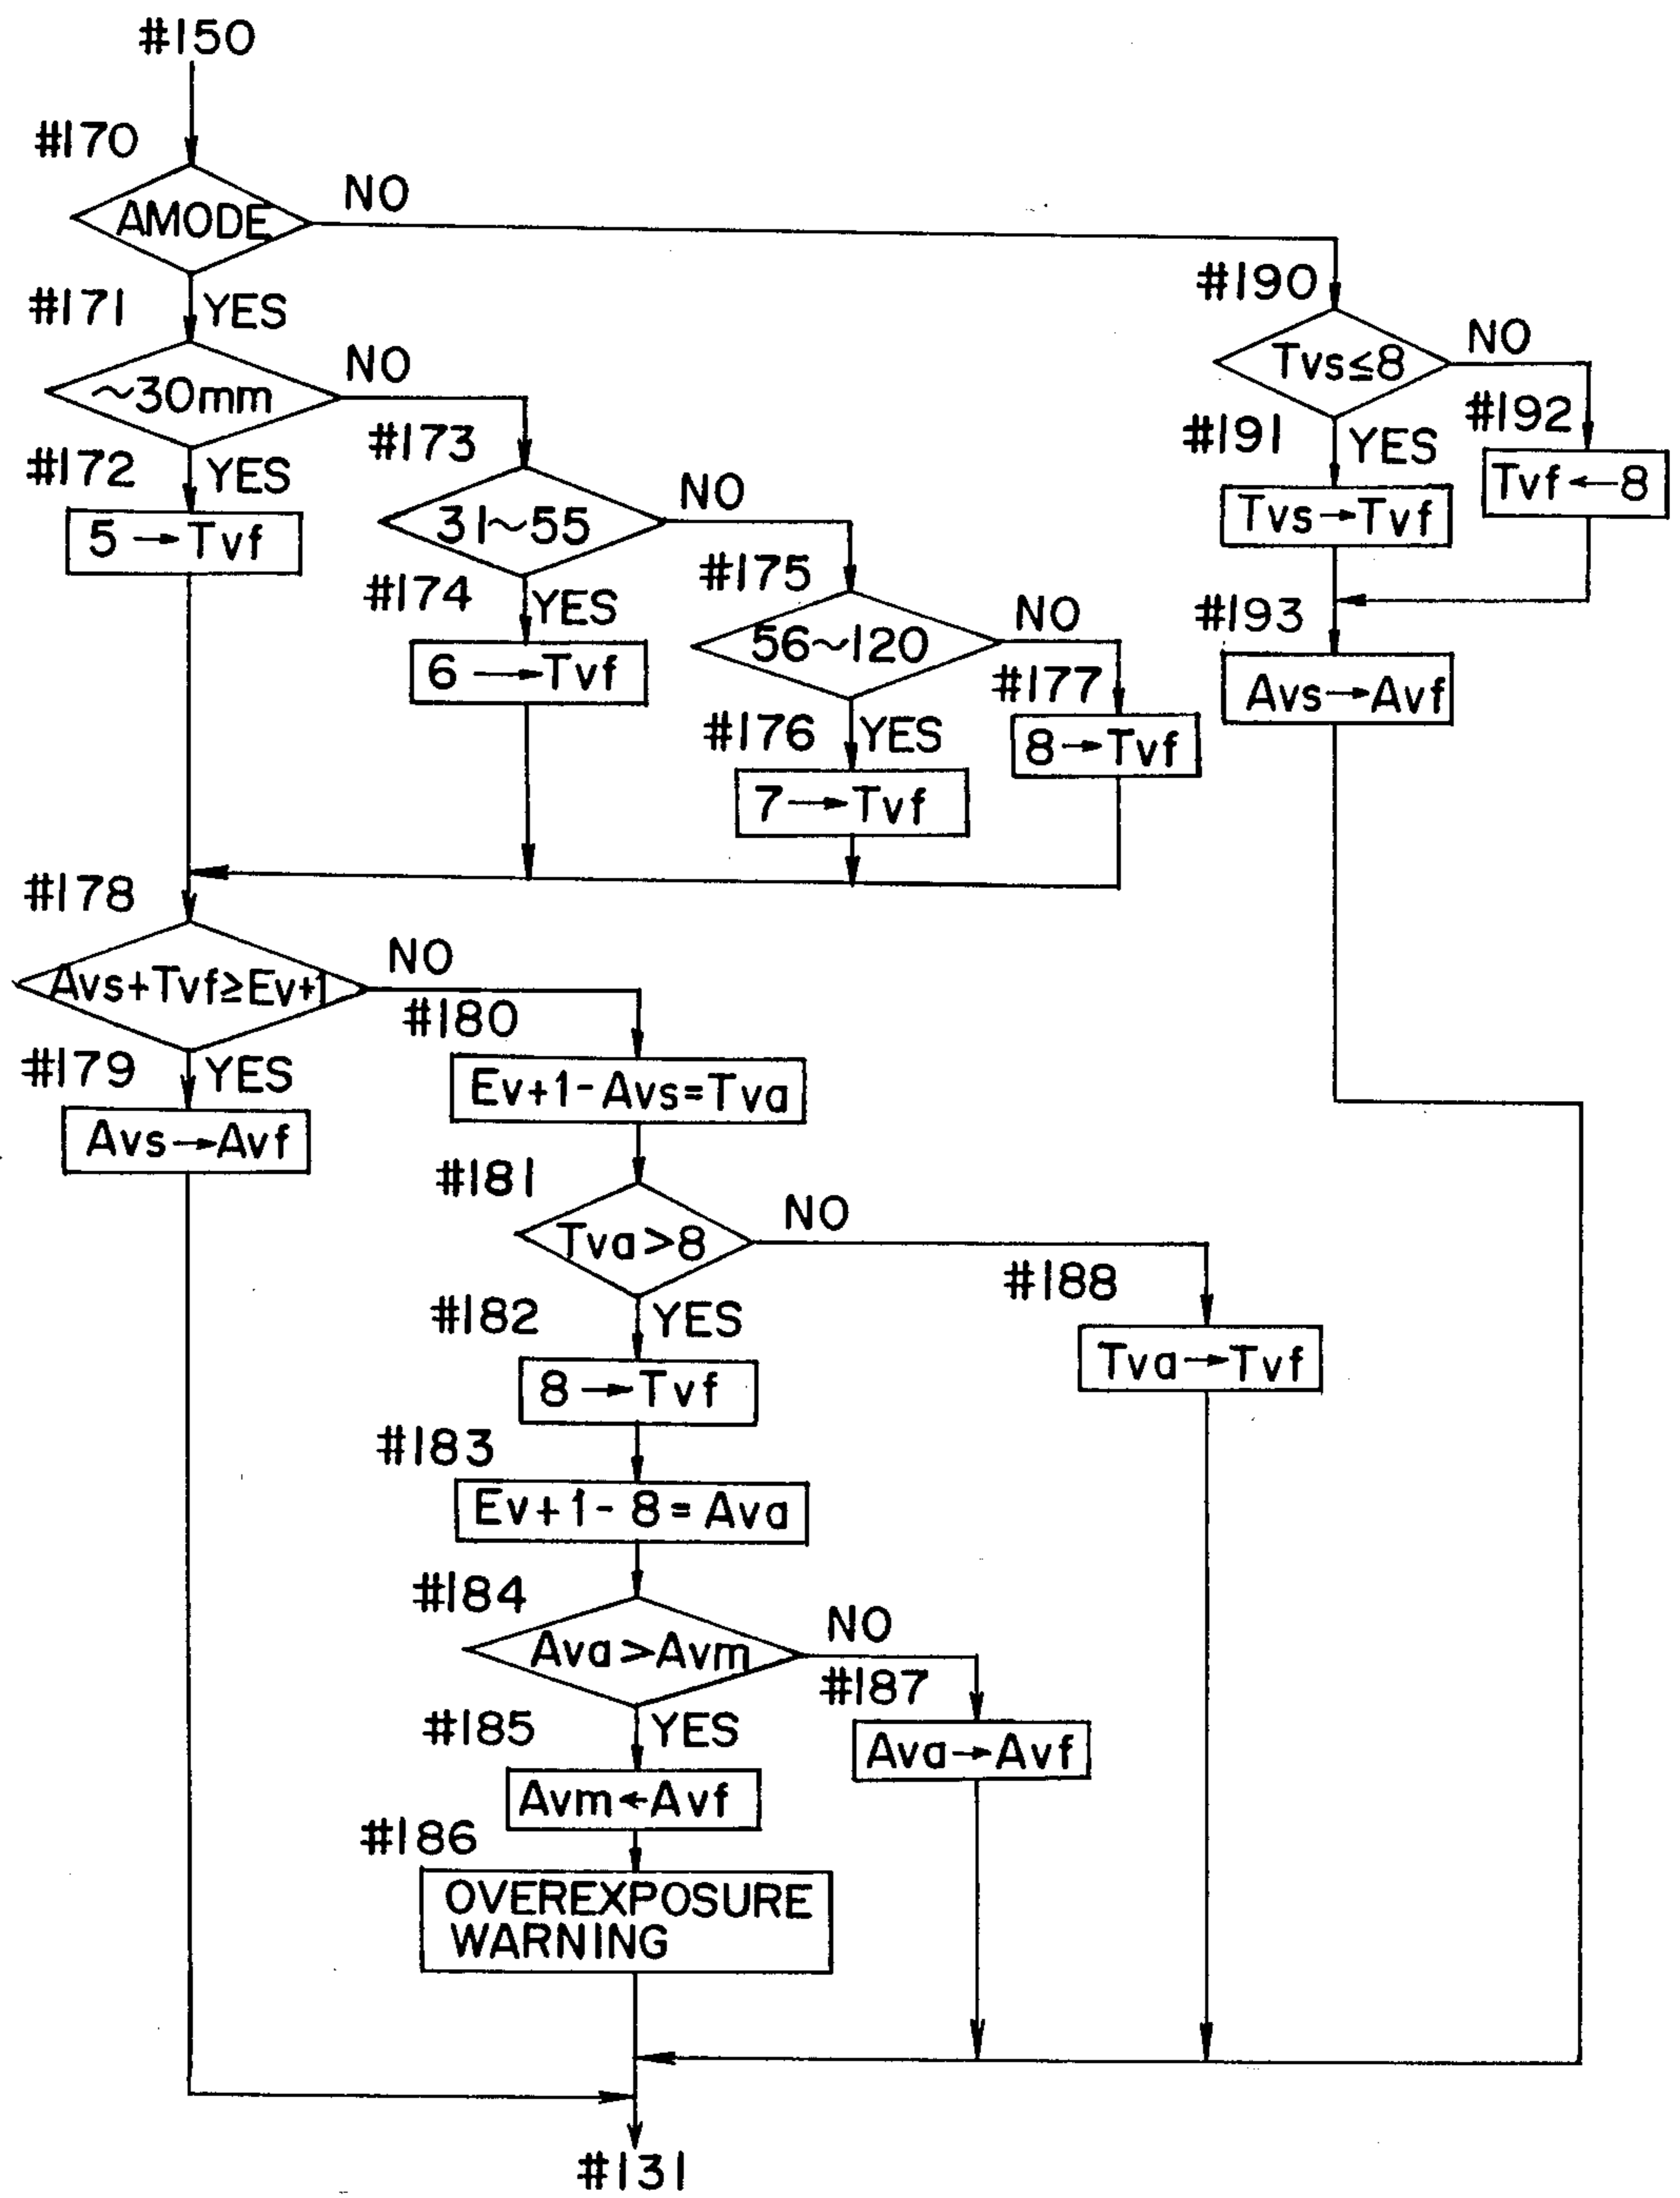 #150
#170
AMODE
NO
#171
YES
~30mm
NO
#172
YES
5→Tvf
#173
31~55
NO
#174
YES
6→Tvf
#175
56~120
NO
#176
YES
7→Tvf
#177
8→Tvf
#190
Tvs≤8
NO
#191
YES
Tvs→Tvf
#192
Tvf←8
#193
Avs→Avf
#178
Avs+Tvf≥Ev+1
NO
#179
YES
Avs→Avf
#180
Ev+1-Avs=Tva
#181
Tva>8
NO
#182
YES
8→Tvf
#188
Tva→Tvf
#183
Ev+1-8=Ava
#184
Ava>Avm
NO
#185
YES
Avm←Avf
#187
Ava→Avf
#186
OVEREXPOSURE
WARNING
#131